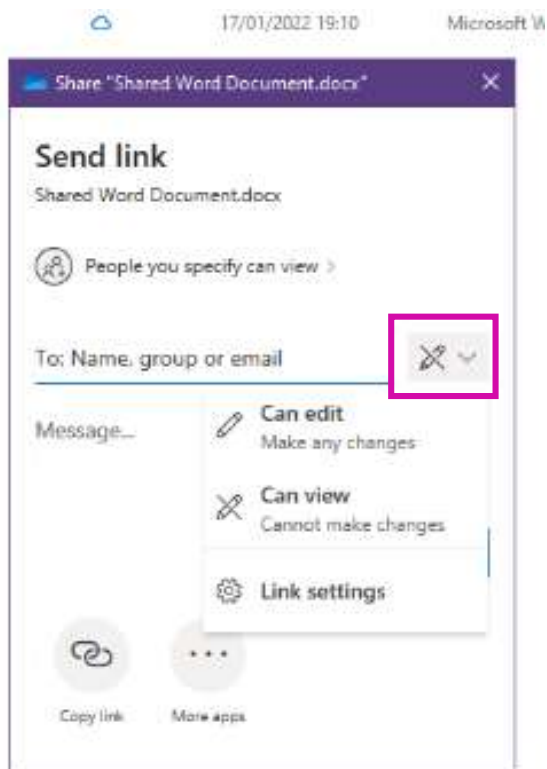 17/01/2022 19:10 Microsoft W
Share "Shared Word Document.docx"
Send link
Shared Word Document.docx
People you specify can view
To: Name, group or email
Message...
Can edit
Make any changes
Can view
Cannot make changes
Link settings
Copy link More apps